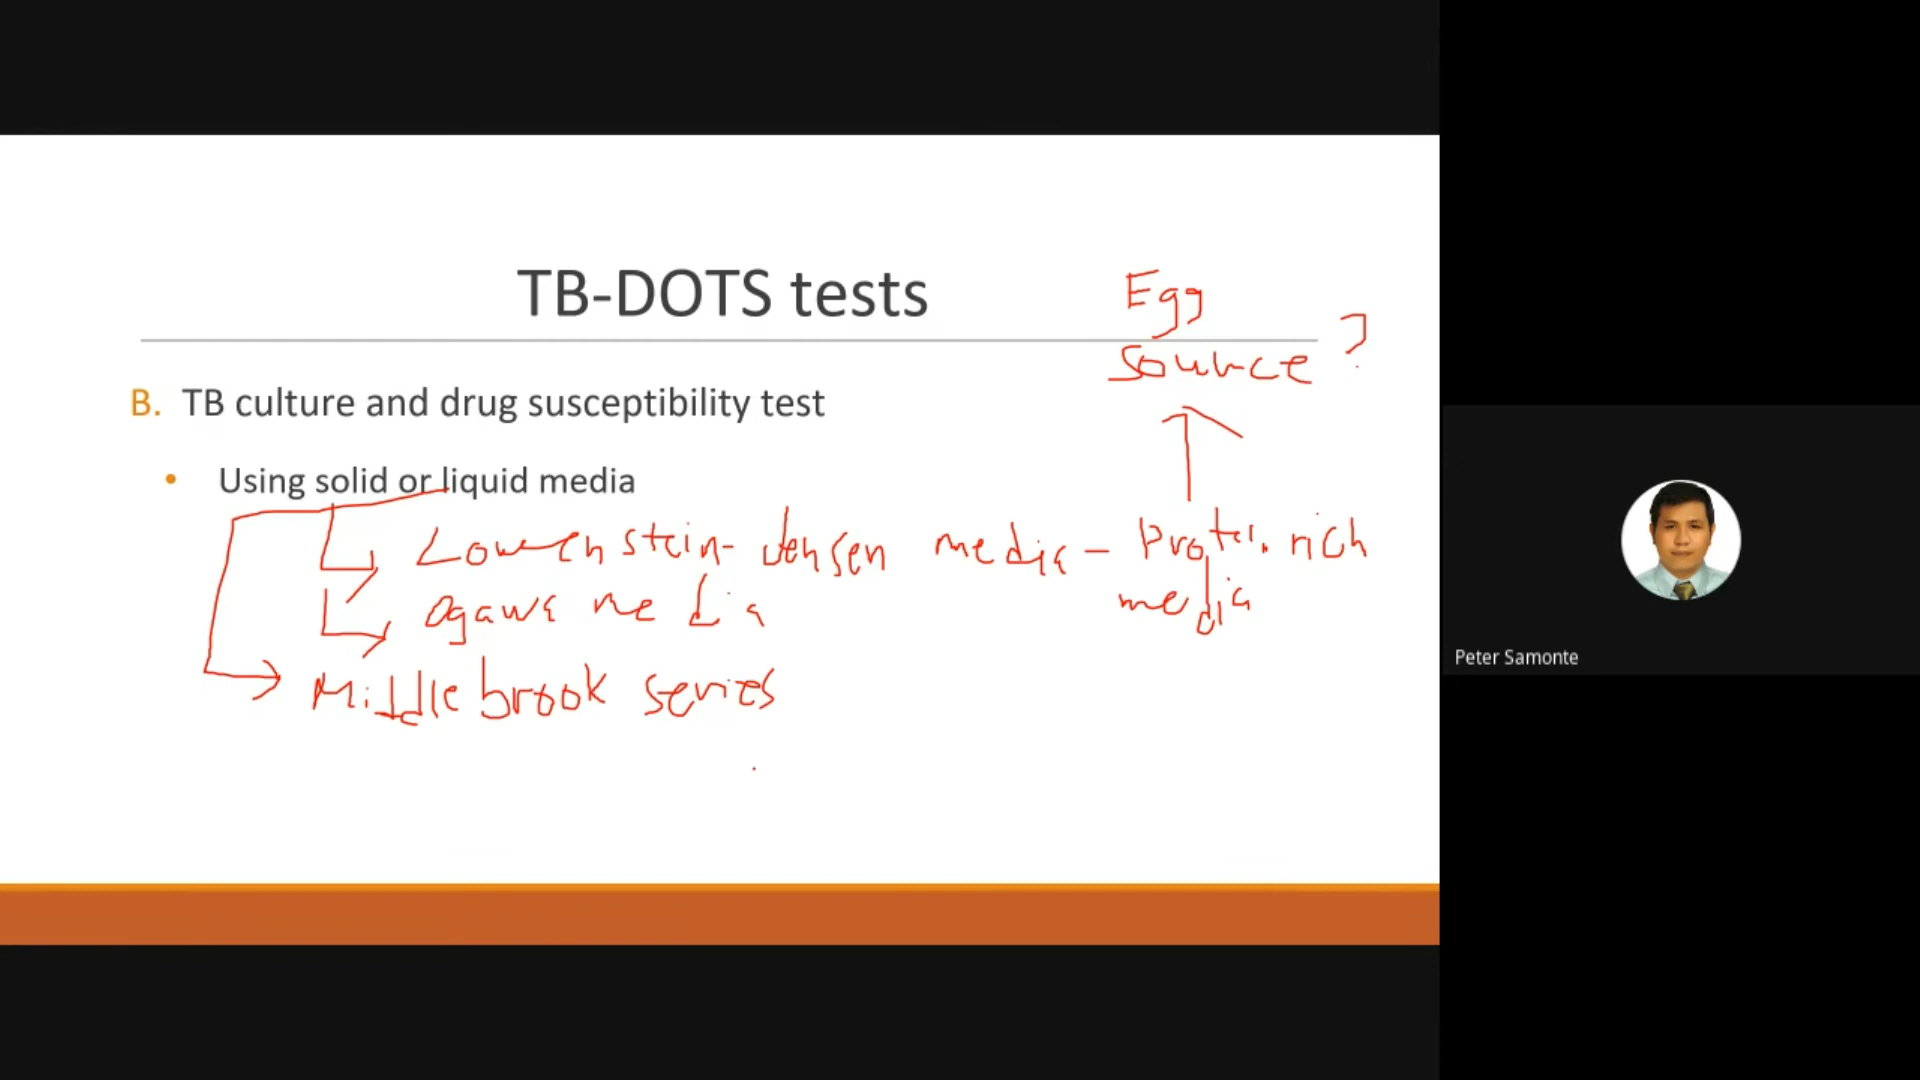 TB-DOTS tests
Egg
source ?
B. TB culture and drug susceptibility test
• Using solid or liquid media
Lowenstein-Jensen media – Protein rich
media
Ogawa media
Middlebrook series
Peter Samonte